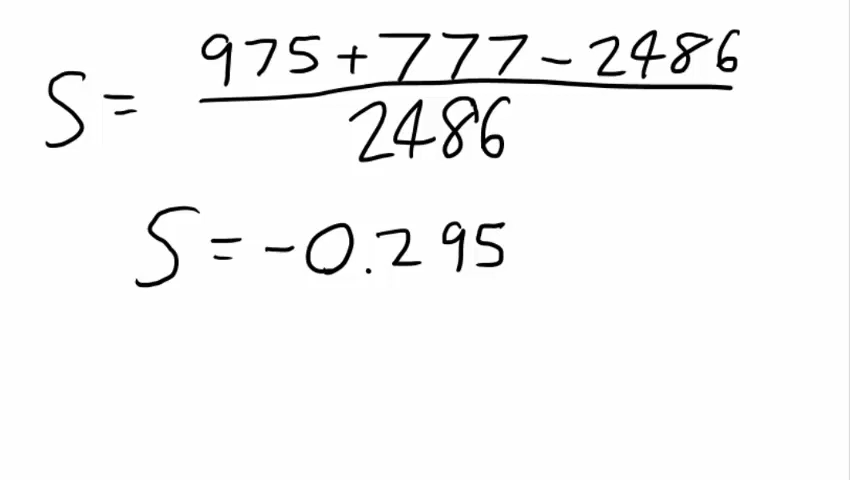 S = 975 + 777 - 2486
2486
S = -0.295